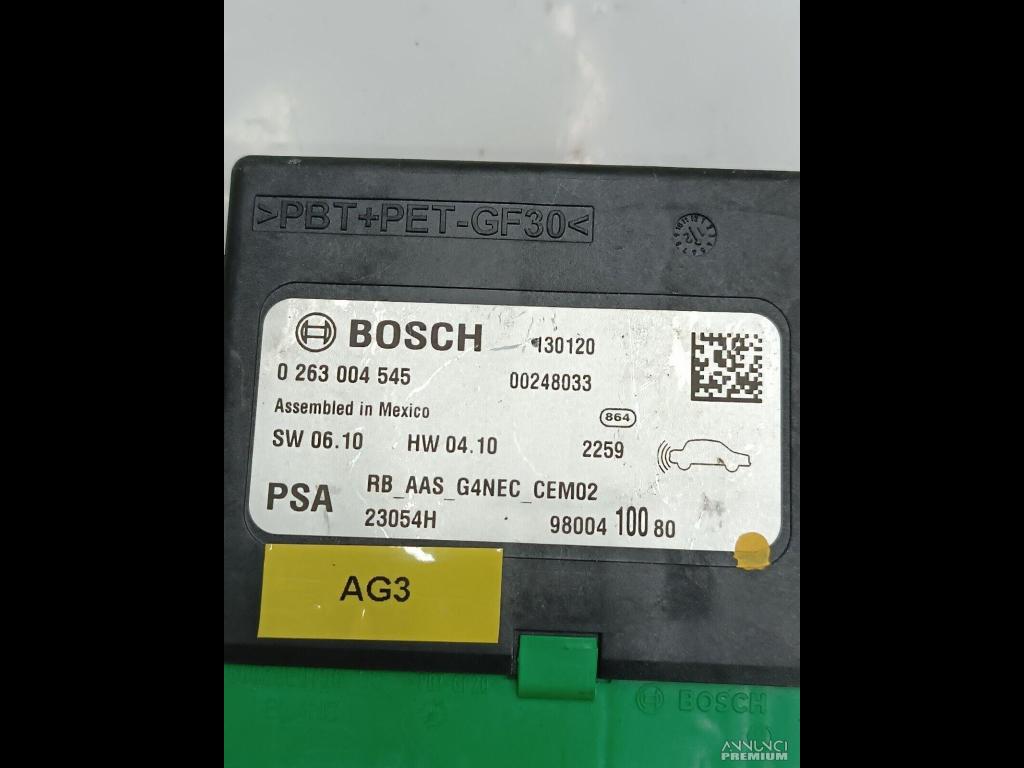 >PBT+PET-GF30<
BOSCH 130120
0 263 004 545 00248033
Assembled in Mexico 864
SW 06.10 HW 04.10 2259
PSA RB_AAS_G4NEC_CEM02
23054H 98004 100 80
AG3
BOSCH
ANNUNCI
PREMIUM